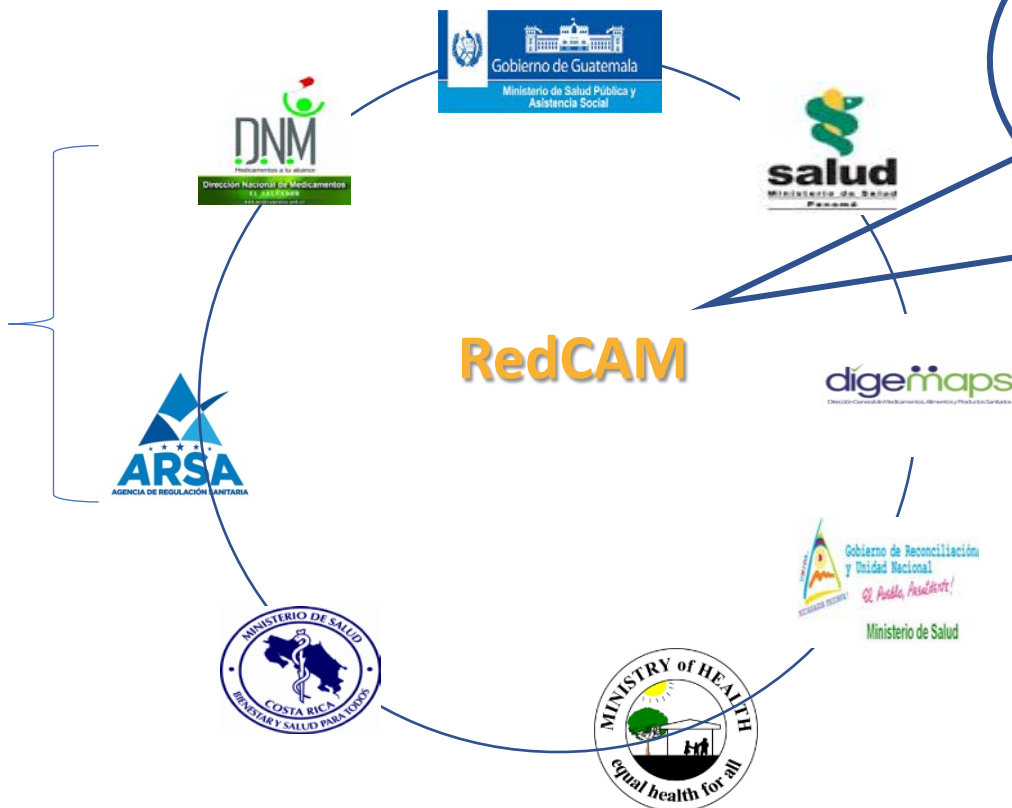 Gobierno de Guatemala
Ministerio de Salud Pública y
Asistencia Social
DNM
Medicamentos a tu alcance
Dirección Nacional de Medicamentos
EL SALVADOR
salud
Ministerio de Salud
Panamá
RedCAM
digemaps
Dirección General de Medicamentos, Alimentos y Productos Sanitarios
ARSA
AGENCIA DE REGULACIÓN SANITARIA
Gobierno de Reconciliación
y Unidad Nacional
El Pueblo, Presidente!
Ministerio de Salud
MINISTERIO DE SALUD
COSTA RICA
BIENESTAR Y SALUD PARA TODOS
MINISTRY of HEALTH
equal health for all